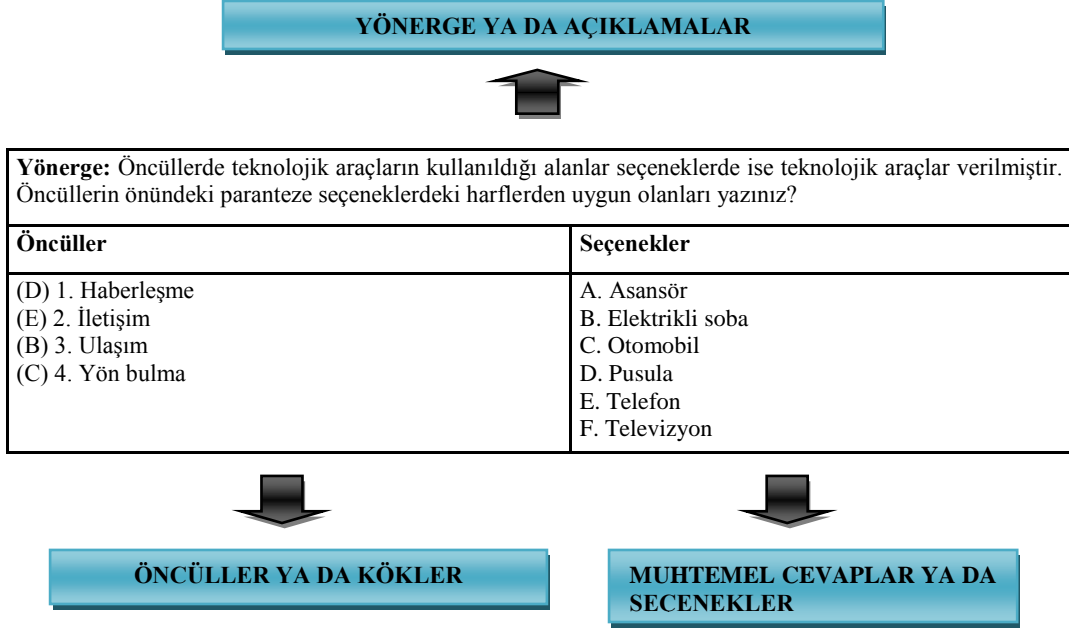 YÖNERGE YA DA AÇIKLAMALAR
Yönerge: Öncüllerde teknolojik araçların kullanıldığı alanlar seçeneklerde ise teknolojik araçlar verilmiştir.
Öncüllerin önündeki paranteze seçeneklerdeki harflerden uygun olanları yazınız?
Öncüller
(D) 1. Haberleşme
(E) 2. İletişim
(B) 3. Ulaşım
(C) 4. Yön bulma
Seçenekler
A. Asansör
B. Elektrikli soba
C. Otomobil
D. Pusula
E. Telefon
F. Televizyon
ÖNCÜLLER YA DA KÖKLER
MUHTEMEL CEVAPLAR YA DA
SECENEKLER